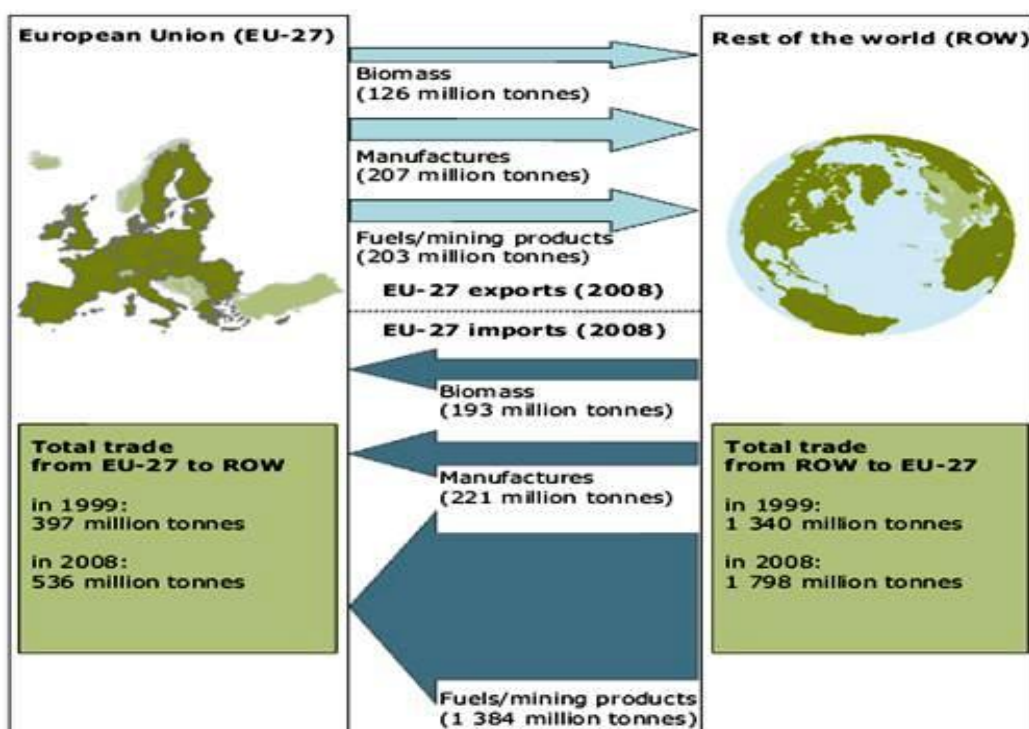 European Union (EU-27)
Biomass
(126 million tonnes)
Manufactures
(207 million tonnes)
Fuels/mining products
(203 million tonnes)
EU-27 exports (2008)
EU-27 imports (2008)
Biomass
(193 million tonnes)
Manufactures
(221 million tonnes)
Fuels/mining products
(1 384 million tonnes)
Rest of the world (ROW)
Total trade
from EU-27 to ROW
in 1999:
397 million tonnes
in 2008:
536 million tonnes
Total trade
from ROW to EU-27
in 1999:
1 340 million tonnes
in 2008:
1 798 million tonnes